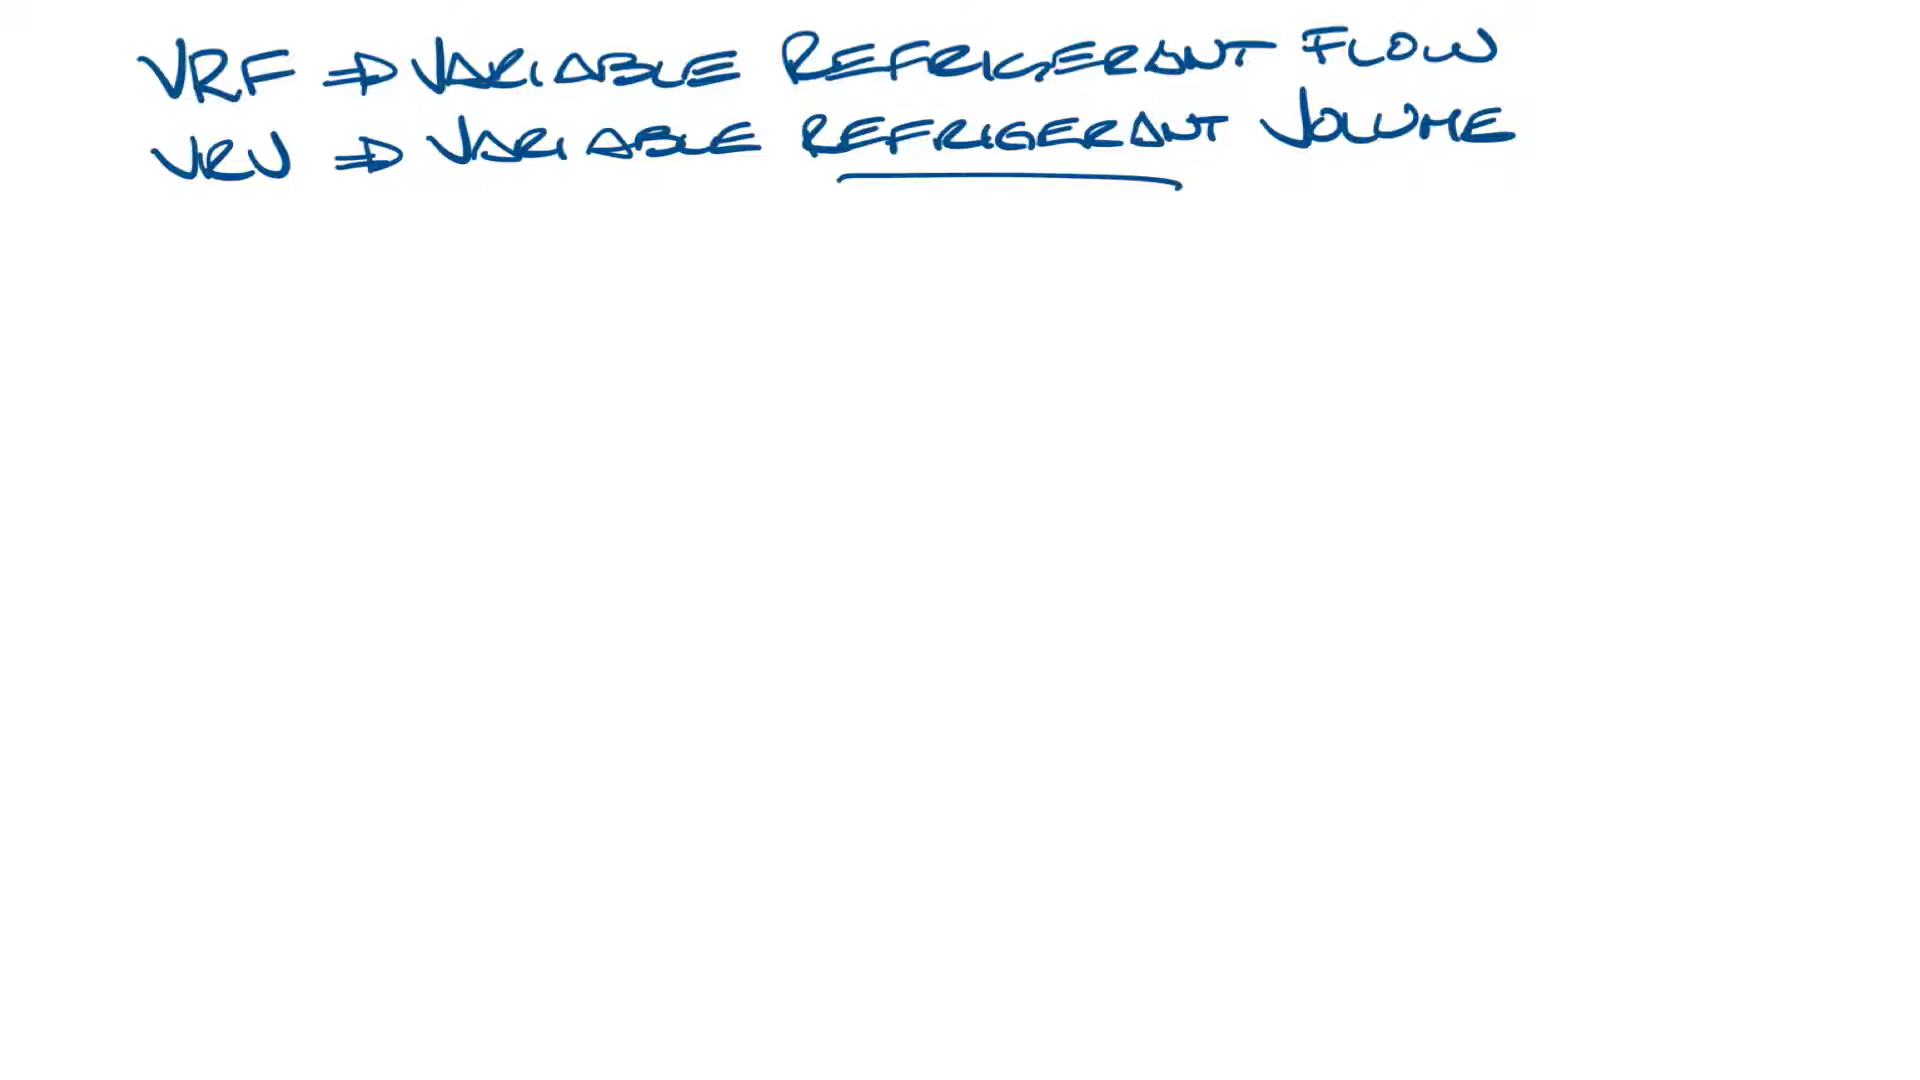 VRF ⇒ VARIABLE REFRIGERANT FLOW
VRV ⇒ VARIABLE REFRIGERANT VOLUME